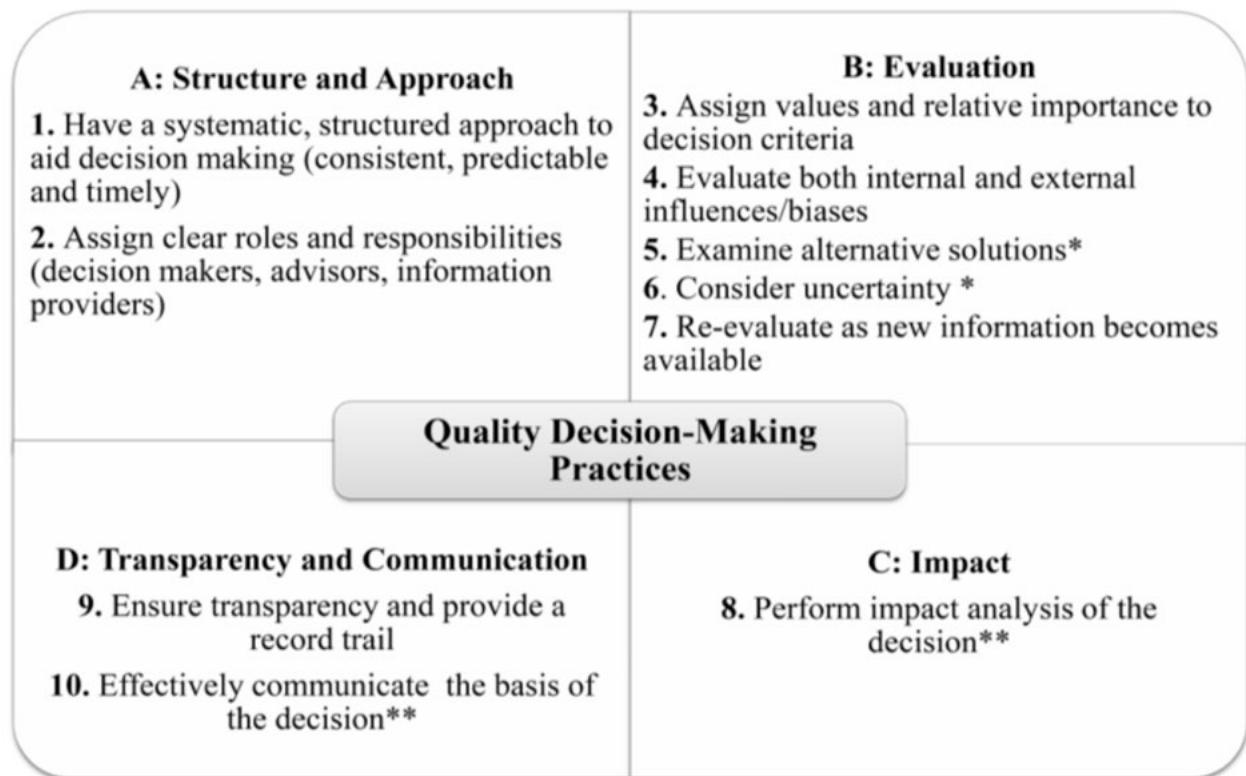 A: Structure and Approach
1. Have a systematic, structured approach to
aid decision making (consistent, predictable
and timely)
2. Assign clear roles and responsibilities
(decision makers, advisors, information
providers)
B: Evaluation
3. Assign values and relative importance to
decision criteria
4. Evaluate both internal and external
influences/biases
5. Examine alternative solutions*
6. Consider uncertainty *
7. Re-evaluate as new information becomes
available
Quality Decision-Making
Practices
D: Transparency and Communication
9. Ensure transparency and provide a
record trail
10. Effectively communicate the basis of
the decision**
C: Impact
8. Perform impact analysis of the
decision**